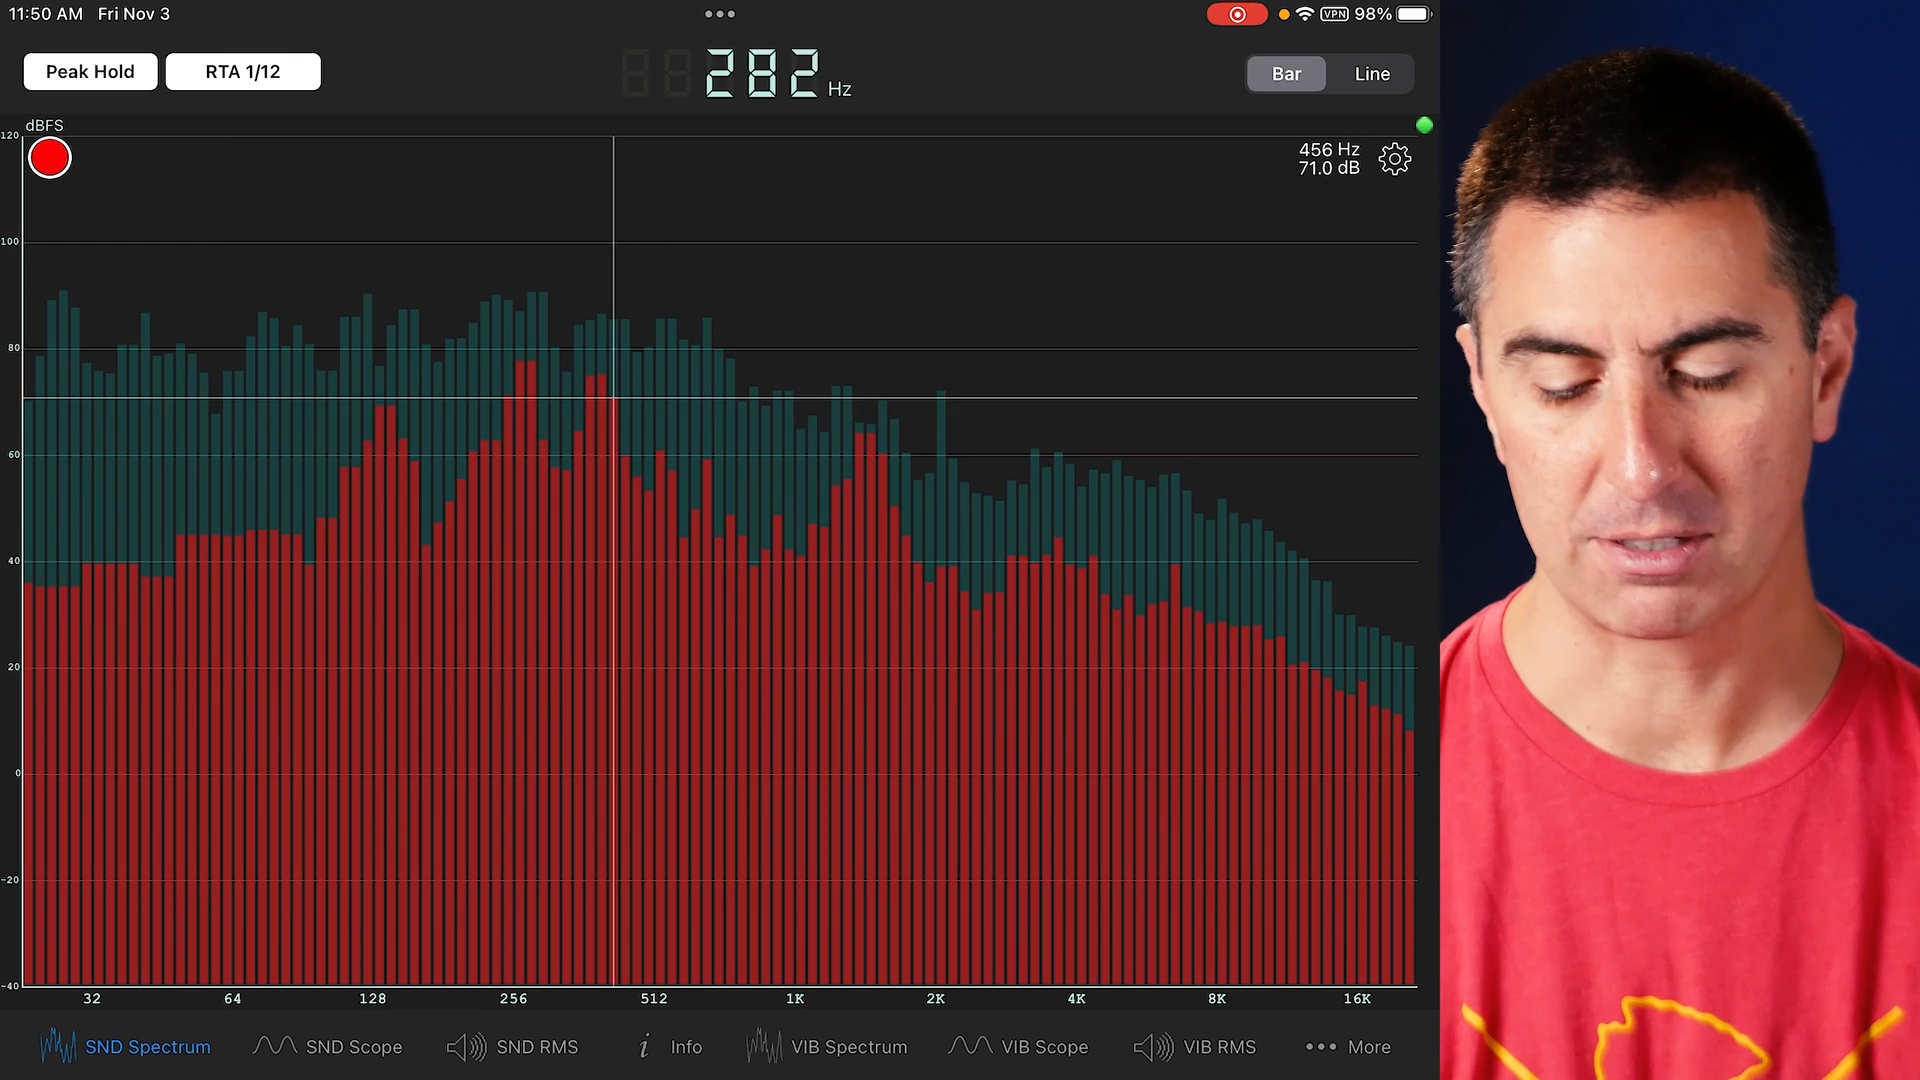 11:50 AM Fri Nov 3
VPN 98%
Peak Hold RTA 1/12 282 Hz Bar Line
dBFS
120
456 Hz
71.0 dB
100
80
60
40
20
0
-20
-40
32 64 128 256 512 1K 2K 4K 8K 16K
SND Spectrum SND Scope SND RMS Info VIB Spectrum VIB Scope VIB RMS More